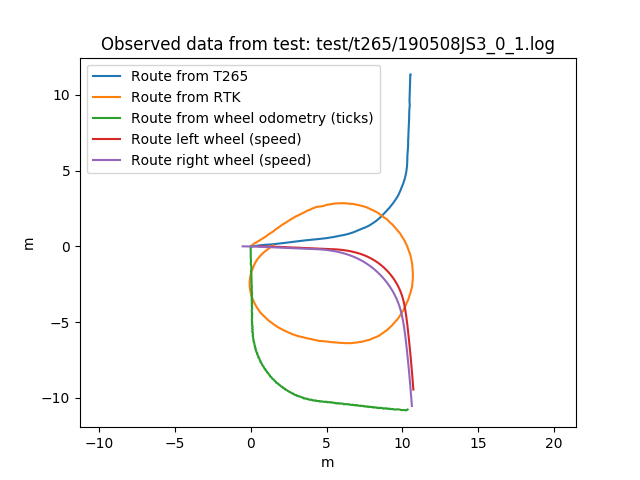 Observed data from test: test/t265/190508JS3_0_1.log
Route from T265
Route from RTK
Route from wheel odometry (ticks)
Route left wheel (speed)
Route right wheel (speed)
10
5
0
−5
−10
m
−10
−5
0
5
10
15
20
m